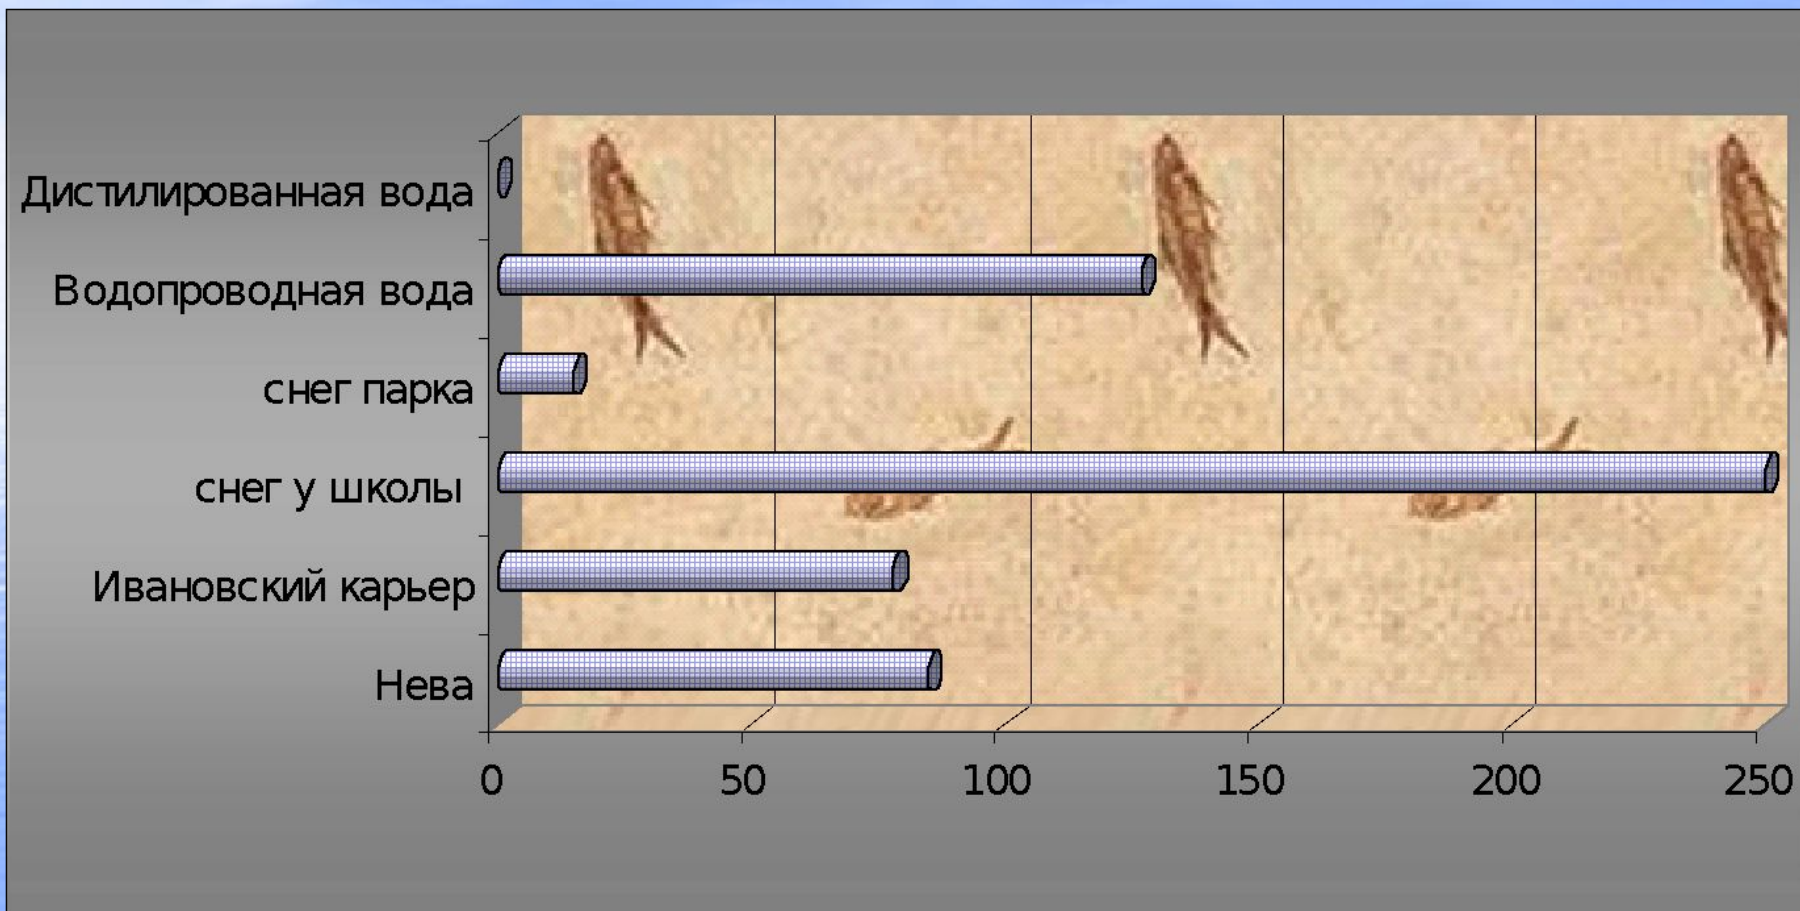 Дистилированная вода
Водопроводная вода
снег парка
снег у школы
Ивановский карьер
Нева
0 50 100 150 200 250